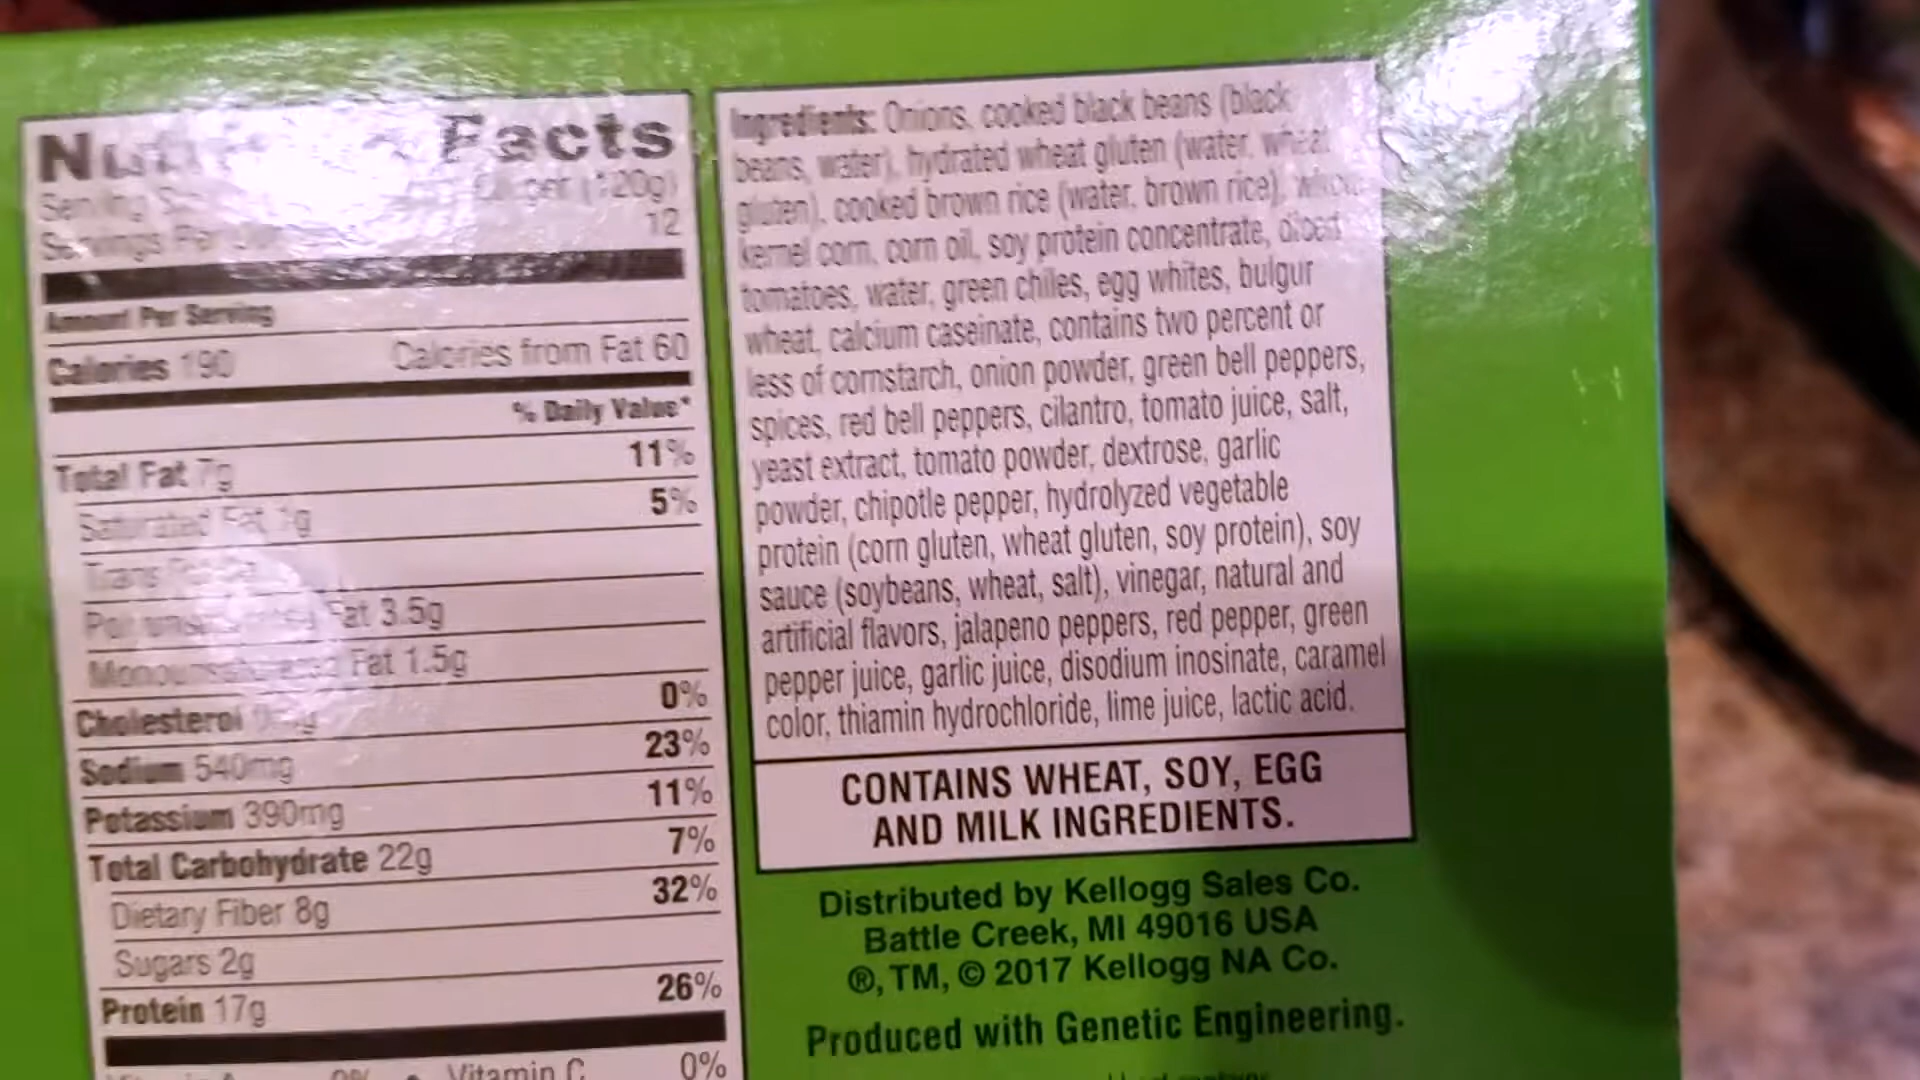 Facts
(120g)
12
Amount Per Serving
Calories 190 Calories from Fat 60
% Daily Value*
Total Fat 7g 11%
Saturated Fat 1g 5%
Trans
Fat 3.5g
Fat 1.5g
Cholesterol 0%
Sodium 540mg 23%
Potassium 390mg 11%
Total Carbohydrate 22g 7%
Dietary Fiber 8g 32%
Sugars 2g
Protein 17g 26%
Vitamin C 0%
Ingredients: Onions, cooked black beans (black
beans, water), hydrated wheat gluten (water, wheat
gluten), cooked brown rice (water, brown rice), whole
kernel corn, corn oil, soy protein concentrate, diced
tomatoes, water, green chiles, egg whites, bulgur
wheat, calcium caseinate, contains two percent or
less of cornstarch, onion powder, green bell peppers,
spices, red bell peppers, cilantro, tomato juice, salt,
yeast extract, tomato powder, dextrose, garlic
powder, chipotle pepper, hydrolyzed vegetable
protein (corn gluten, wheat gluten, soy protein), soy
sauce (soybeans, wheat, salt), vinegar, natural and
artificial flavors, jalapeno peppers, red pepper, green
pepper juice, garlic juice, disodium inosinate, caramel
color, thiamin hydrochloride, lime juice, lactic acid.
CONTAINS WHEAT, SOY, EGG
AND MILK INGREDIENTS.
Distributed by Kellogg Sales Co.
Battle Creek, MI 49016 USA
®, TM, © 2017 Kellogg NA Co.
Produced with Genetic Engineering.